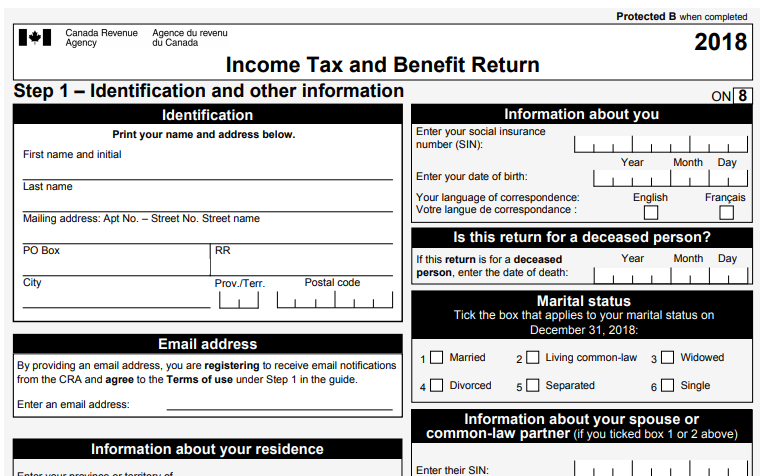 Protected B when completed
Canada Revenue Agence du revenu
Agency du Canada
2018
Income Tax and Benefit Return
Step 1 – Identification and other information
ON 8
Identification
Print your name and address below.
First name and initial
Last name
Mailing address: Apt No. – Street No. Street name
PO Box RR
City Prov./Terr. Postal code
Email address
By providing an email address, you are registering to receive email notifications
from the CRA and agree to the Terms of use under Step 1 in the guide.
Enter an email address:
Information about your residence
Enter your province or territory of
Information about you
Enter your social insurance
number (SIN):
Year Month Day
Enter your date of birth:
Your language of correspondence: English Français
Votre langue de correspondance :
Is this return for a deceased person?
Year Month Day
If this return is for a deceased
person, enter the date of death:
Marital status
Tick the box that applies to your marital status on
December 31, 2018:
1 Married 2 Living common-law 3 Widowed
4 Divorced 5 Separated 6 Single
Information about your spouse or
common-law partner (if you ticked box 1 or 2 above)
Enter their SIN: